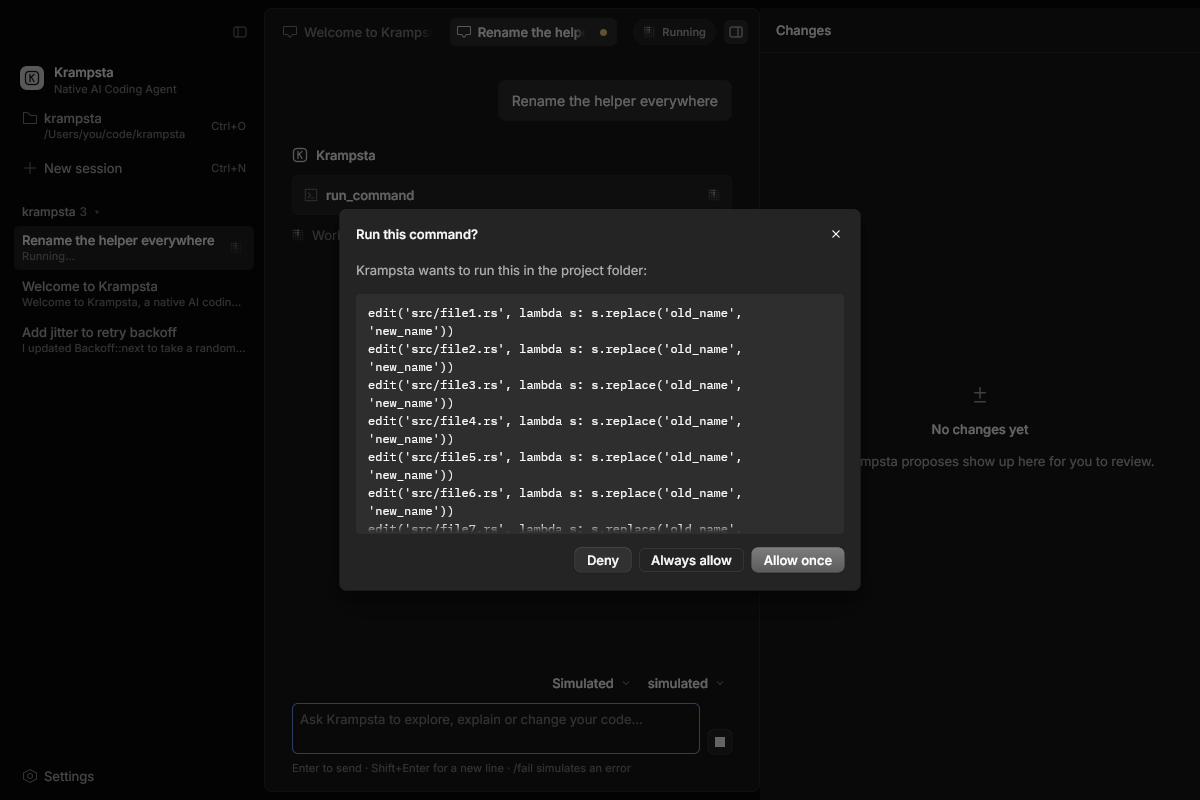 Krampsta
Native AI Coding Agent
krampsta
/Users/you/code/krampsta
Ctrl+O
New session
Ctrl+N
krampsta 3
Rename the helper everywhere
Running...
Welcome to Krampsta
Welcome to Krampsta, a native AI codin...
Add jitter to retry backoff
I updated Backoff::next to take a random...
Settings
Welcome to Kramps
Rename the help
Running
Changes
Rename the helper everywhere
Krampsta
run_command
Run this command?
Krampsta wants to run this in the project folder:
edit('src/file1.rs', lambda s: s.replace('old_name',
'new_name'))
edit('src/file2.rs', lambda s: s.replace('old_name',
'new_name'))
edit('src/file3.rs', lambda s: s.replace('old_name',
'new_name'))
edit('src/file4.rs', lambda s: s.replace('old_name',
'new_name'))
edit('src/file5.rs', lambda s: s.replace('old_name',
'new_name'))
edit('src/file6.rs', lambda s: s.replace('old_name',
'new_name'))
edit('src/file7.rs', lambda s: s.replace('old_name',
Deny
Always allow
Allow once
No changes yet
proposes show up here for you to review.
Simulated
simulated
Ask Krampsta to explore, explain or change your code...
Enter to send · Shift+Enter for a new line · /fail simulates an error